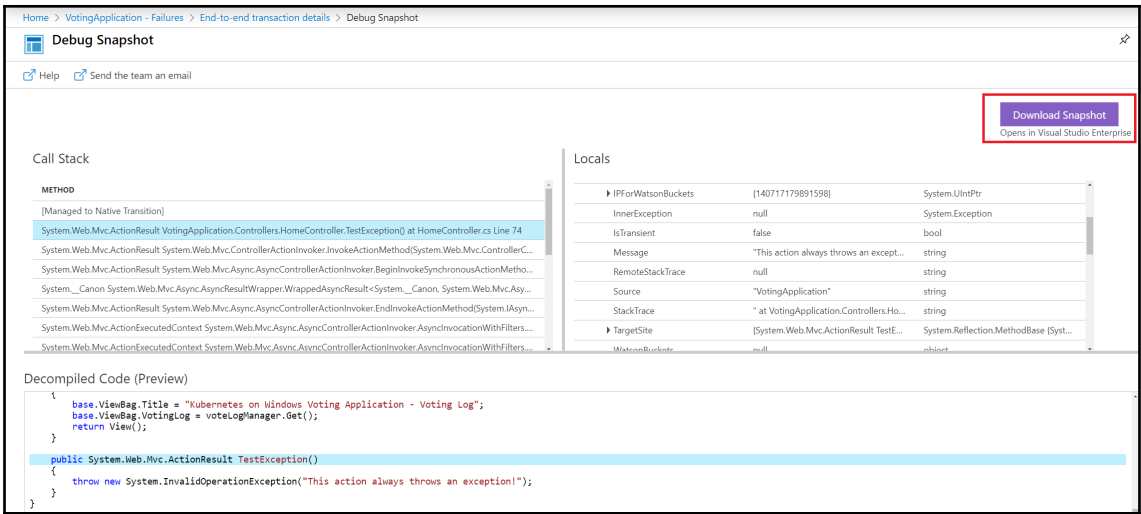 Home > VotingApplication - Failures > End-to-end transaction details > Debug Snapshot
Debug Snapshot
Help Send the team an email
Download Snapshot
Opens in Visual Studio Enterprise
Call Stack
METHOD
[Managed to Native Transition]
System.Web.Mvc.ActionResult VotingApplication.Controllers.HomeController.TestException() at HomeController.cs Line 74
System.Web.Mvc.ActionResult System.Web.Mvc.ControllerActionInvoker.InvokeActionMethod(System.Web.Mvc.ControllerC...
System.Web.Mvc.ActionResult System.Web.Mvc.Async.AsyncControllerActionInvoker.BeginInvokeSynchronousActionMetho...
System.__Canon System.Web.Mvc.Async.AsyncResultWrapper.WrappedAsyncResult<System.__Canon, System.Web.Mvc.Asy...
System.Web.Mvc.ActionResult System.Web.Mvc.Async.AsyncControllerActionInvoker.EndInvokeActionMethod(System.IAsyn...
System.Web.Mvc.ActionExecutedContext System.Web.Mvc.Async.AsyncControllerActionInvoker.AsyncInvocationWithFilters....
System.Web.Mvc.ActionExecutedContext System.Web.Mvc.Async.AsyncControllerActionInvoker.AsyncInvocationWithFilters....
Locals
IPForWatsonBuckets {140717179891598} System.UIntPtr
InnerException null System.Exception
IsTransient false bool
Message "This action always throws an except... string
RemoteStackTrace null string
Source "VotingApplication" string
StackTrace " at VotingApplication.Controllers.Ho... string
TargetSite {System.Web.Mvc.ActionResult TestE... System.Reflection.MethodBase {Syst...
WatsonBuckets null object
Decompiled Code (Preview)
{
base.ViewBag.Title = "Kubernetes on Windows Voting Application - Voting Log";
base.ViewBag.VotingLog = voteLogManager.Get();
return View();
}
public System.Web.Mvc.ActionResult TestException()
{
throw new System.InvalidOperationException("This action always throws an exception!");
}
}